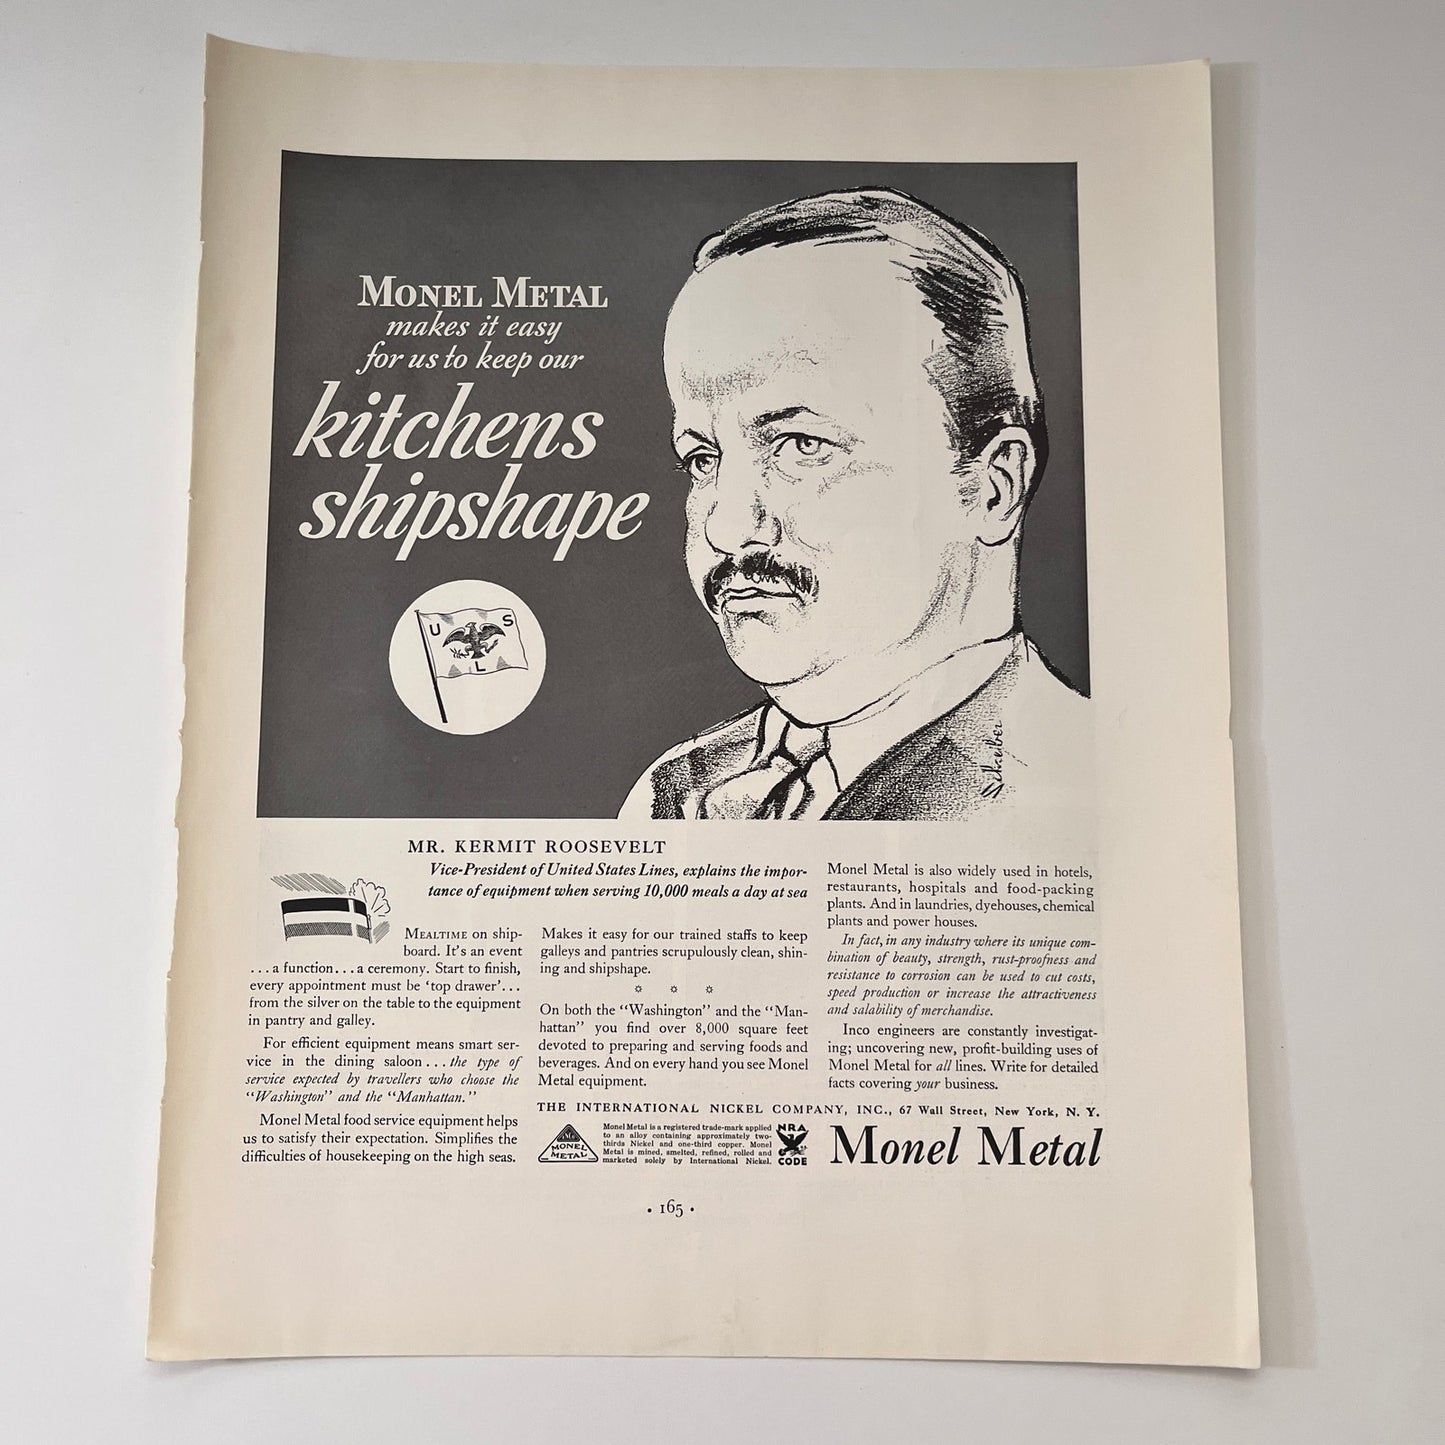 MONEL METAL
makes it easy
for us to keep our
kitchens
shipshape
U S
L
Schreiber
MR. KERMIT ROOSEVELT
Vice-President of United States Lines, explains the impor-
tance of equipment when serving 10,000 meals a day at sea
MEALTIME on ship-
board. It's an event
...a function...a ceremony. Start to finish,
every appointment must be 'top drawer'...
from the silver on the table to the equipment
in pantry and galley.
For efficient equipment means smart ser-
vice in the dining saloon...the type of
service expected by travellers who choose the
"Washington" and the "Manhattan."
Monel Metal food service equipment helps
us to satisfy their expectation. Simplifies the
difficulties of housekeeping on the high seas.
Makes it easy for our trained staffs to keep
galleys and pantries scrupulously clean, shin-
ing and shipshape.
On both the "Washington" and the "Man-
hattan" you find over 8,000 square feet
devoted to preparing and serving foods and
beverages. And on every hand you see Monel
Metal equipment.
Monel Metal is also widely used in hotels,
restaurants, hospitals and food-packing
plants. And in laundries, dyehouses, chemical
plants and power houses.
In fact, in any industry where its unique com-
bination of beauty, strength, rust-proofness and
resistance to corrosion can be used to cut costs,
speed production or increase the attractiveness
and salability of merchandise.
Inco engineers are constantly investigat-
ing; uncovering new, profit-building uses of
Monel Metal for all lines. Write for detailed
facts covering your business.
THE INTERNATIONAL NICKEL COMPANY, INC., 67 Wall Street, New York, N. Y.
MONEL
METAL
Monel Metal is a registered trade-mark applied
to an alloy containing approximately two-
thirds Nickel and one-third copper. Monel
Metal is mined, smelted, refined, rolled and
marketed solely by International Nickel.
NRA
CODE
Monel Metal
• 165 •